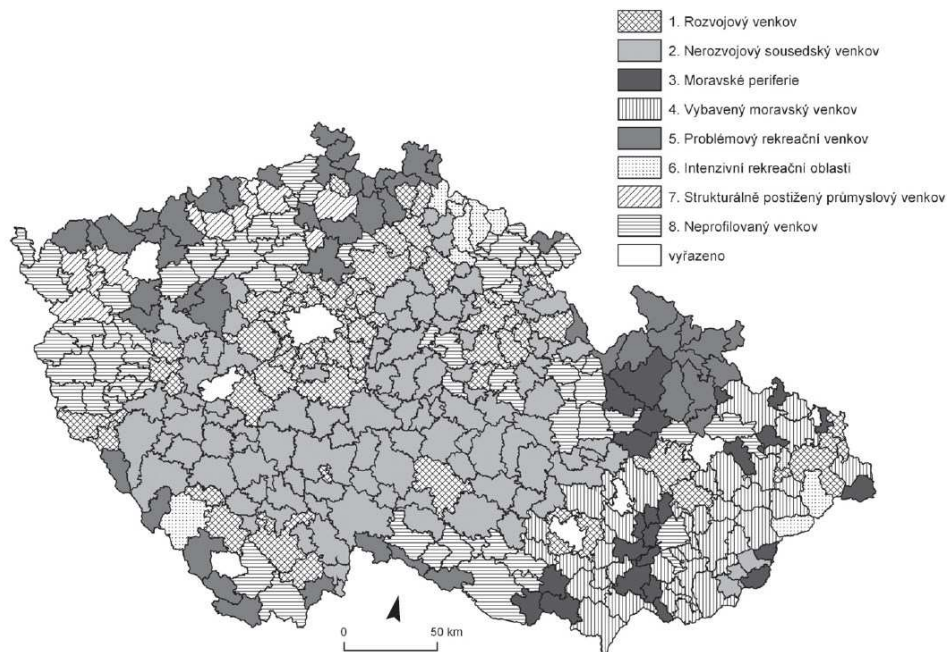 1. Rozvojový venkov
2. Nerozvojový sousedský venkov
3. Moravské periferie
4. Vybavený moravský venkov
5. Problémový rekreační venkov
6. Intenzivní rekreační oblasti
7. Strukturálně postižený průmyslový venkov
8. Neprofilovaný venkov
vyřazeno
0 50 km